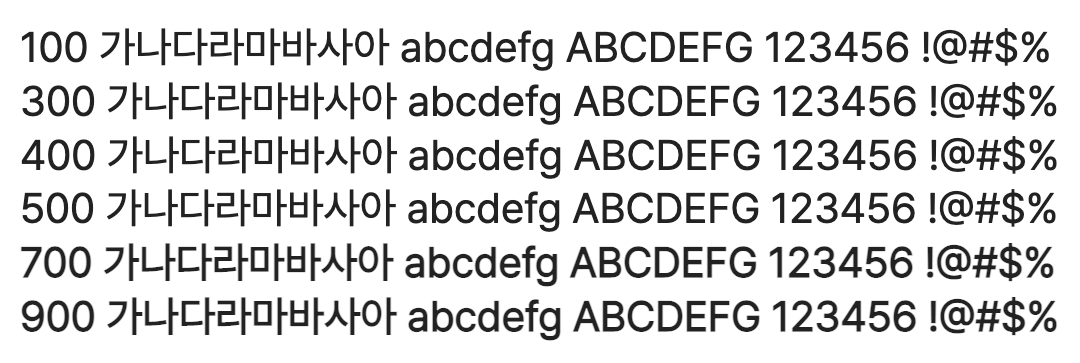 100 가나다라마바사아 abcdefg ABCDEFG 123456 !@#$%
300 가나다라마바사아 abcdefg ABCDEFG 123456 !@#$%
400 가나다라마바사아 abcdefg ABCDEFG 123456 !@#$%
500 가나다라마바사아 abcdefg ABCDEFG 123456 !@#$%
700 가나다라마바사아 abcdefg ABCDEFG 123456 !@#$%
900 가나다라마바사아 abcdefg ABCDEFG 123456 !@#$%